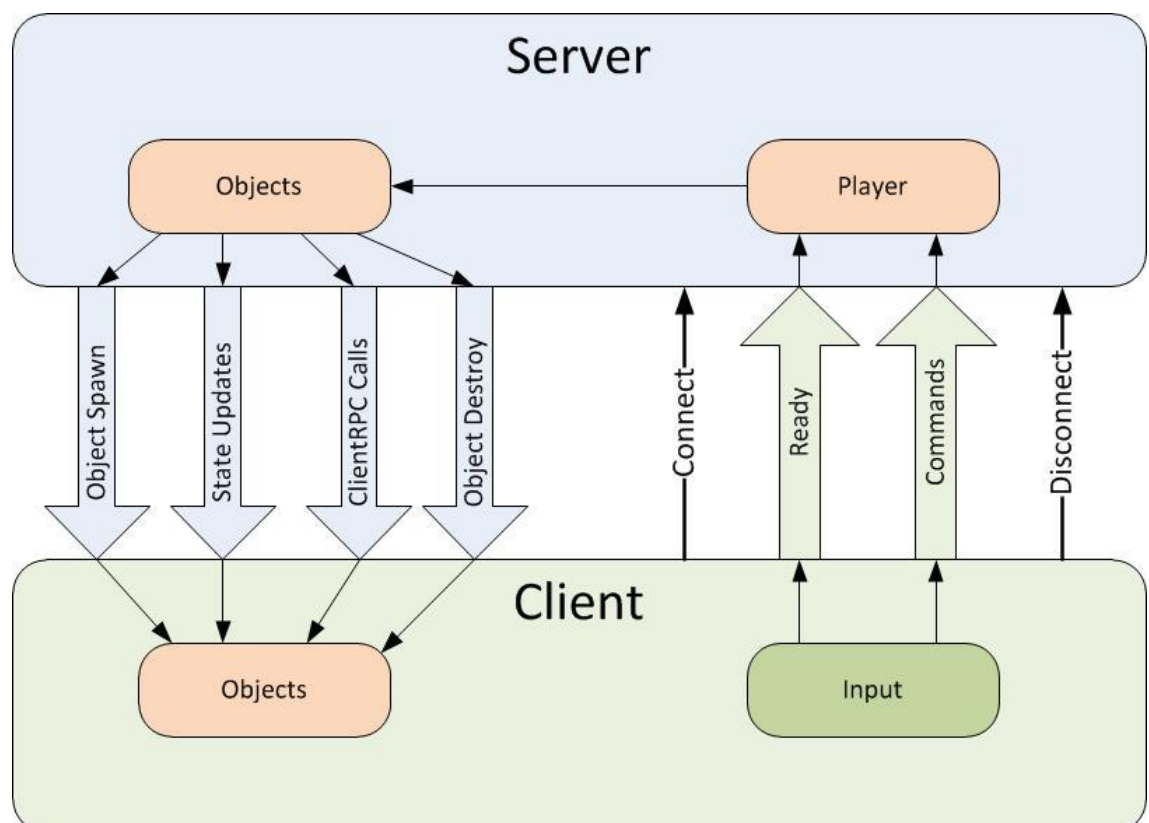 Server
Objects
Player
Object Spawn
State Updates
ClientRPC Calls
Object Destroy
Connect
Ready
Commands
Disconnect
Client
Objects
Input